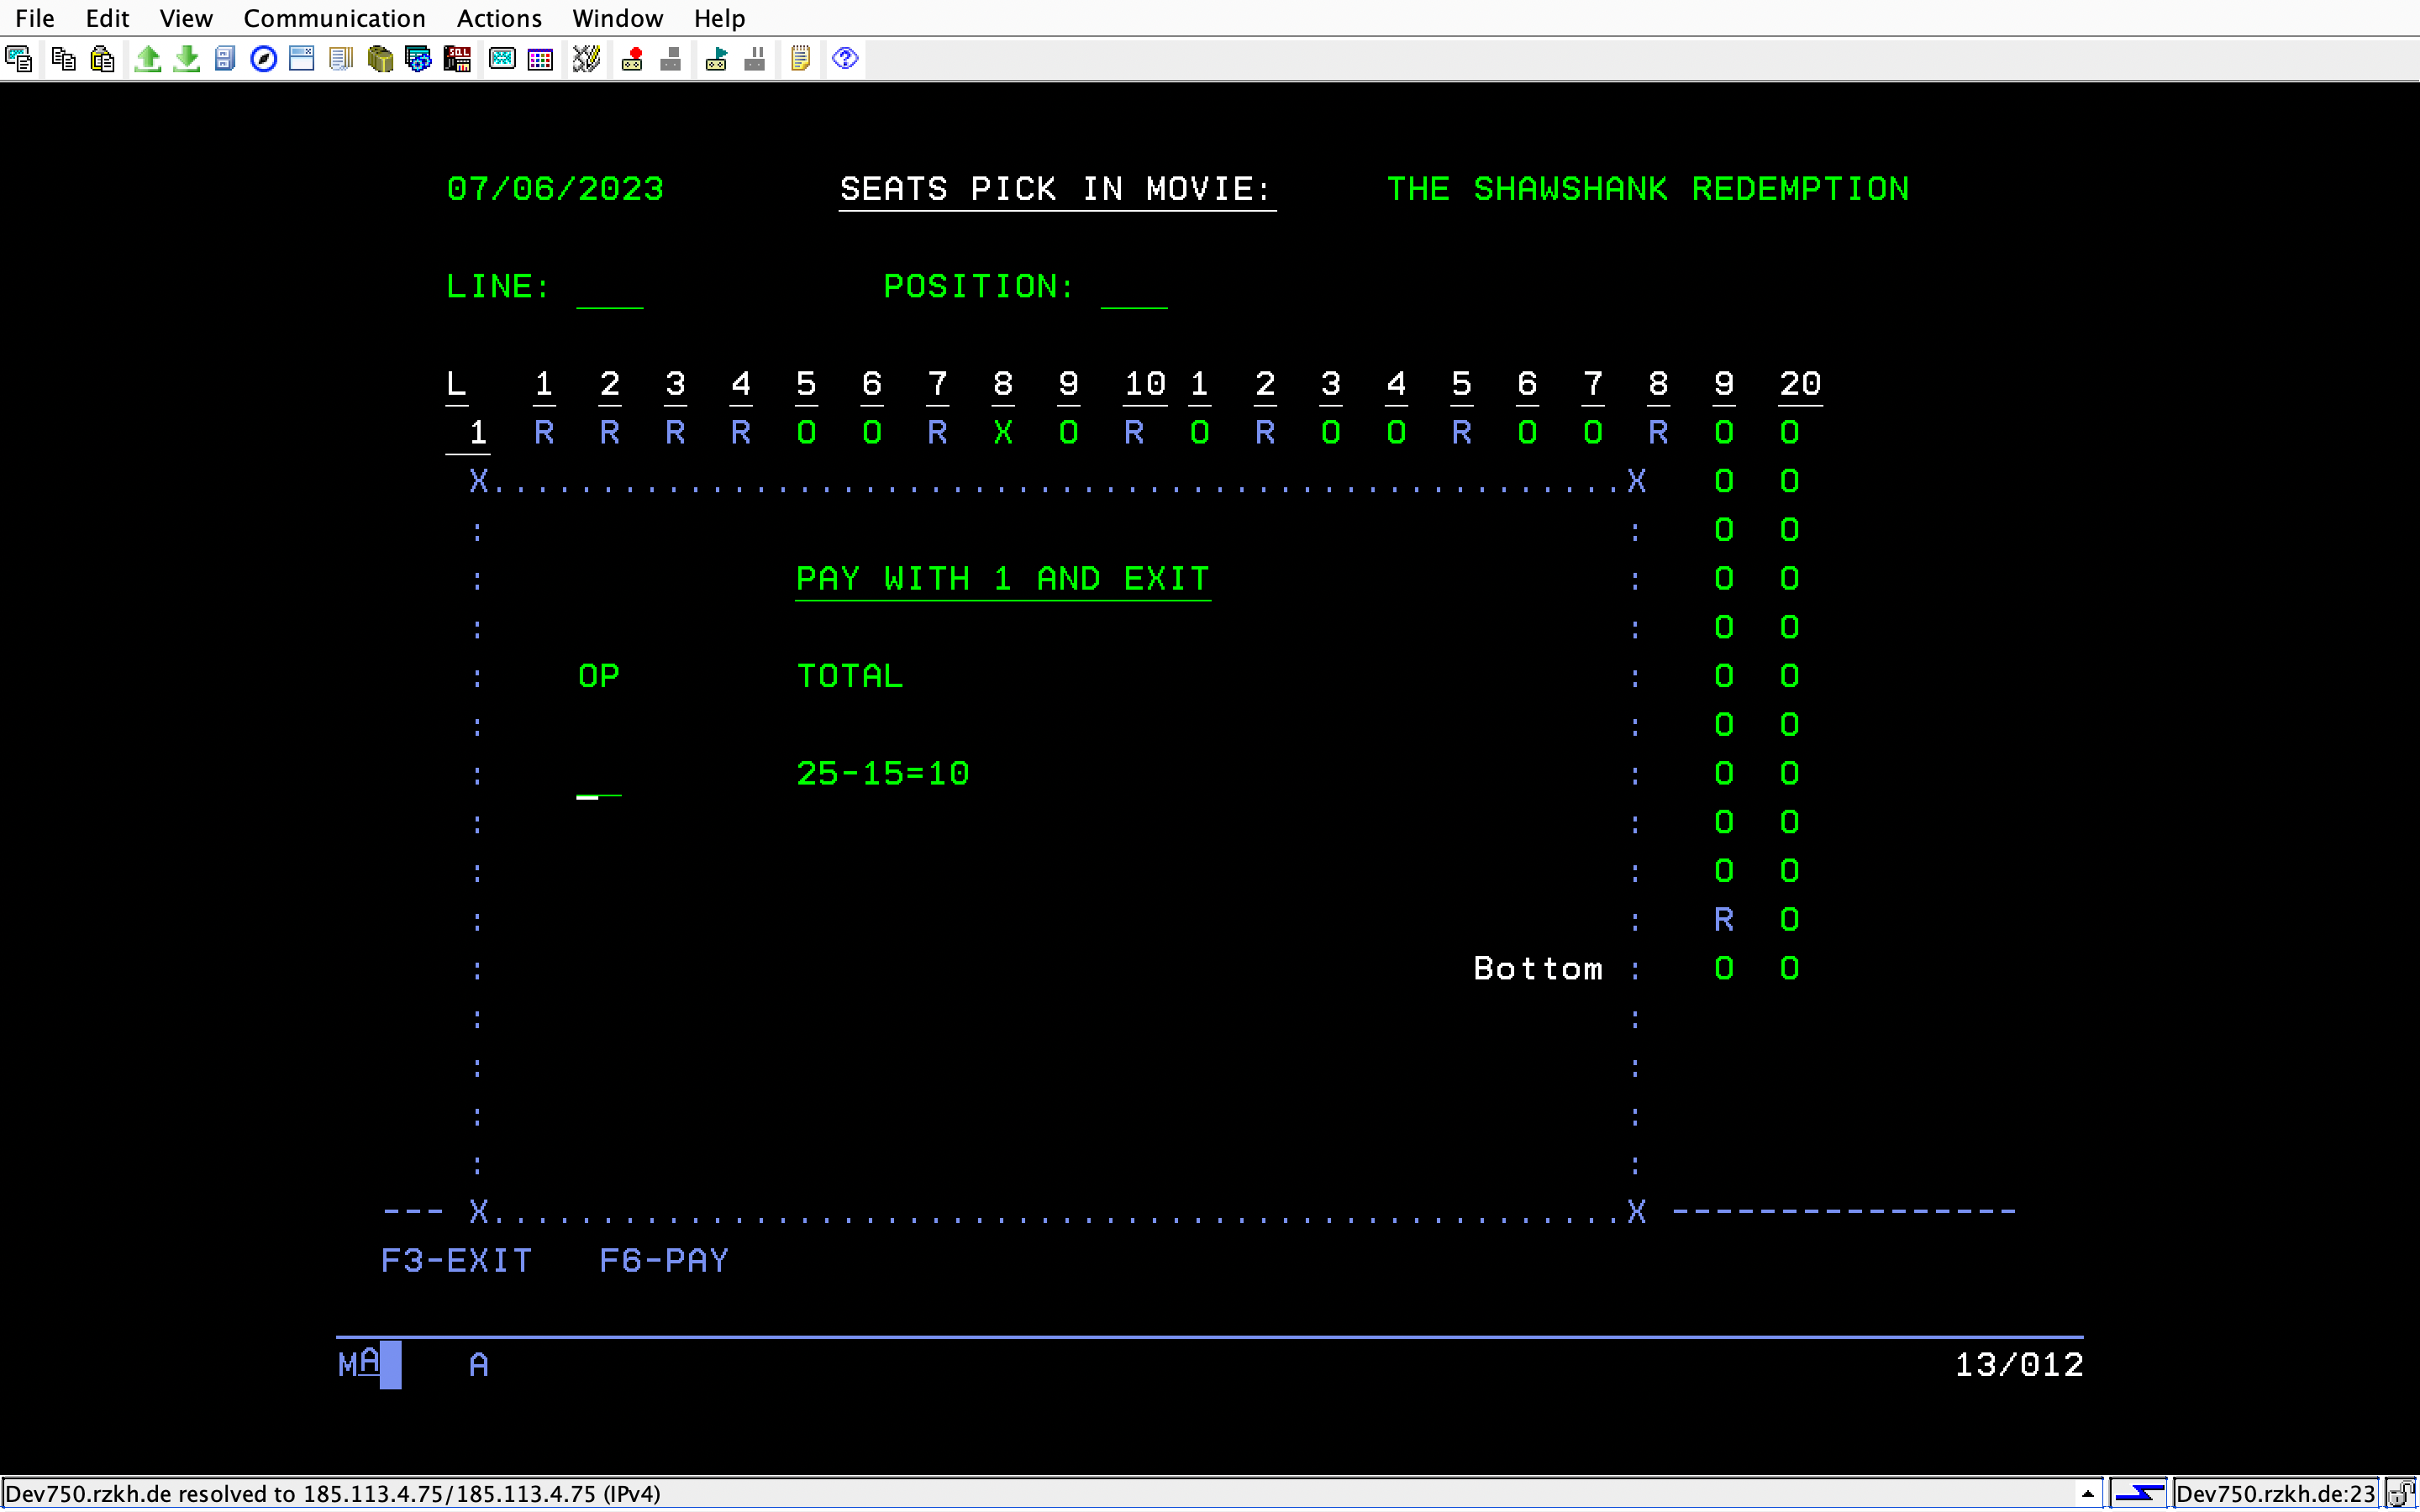 File Edit View Communication Actions Window Help
07/06/2023 SEATS PICK IN MOVIE: THE SHAWSHANK REDEMPTION
LINE: ___ POSITION: ___
L 1 2 3 4 5 6 7 8 9 10 1 2 3 4 5 6 7 8 9 20
1 R R R R O O R X O R O R O O R O O R O O
X....................................................X O O
: : O O
: PAY WITH 1 AND EXIT : O O
: : O O
: OP TOTAL : O O
: : O O
: __ 25-15=10 : O O
: : O O
: : O O
: : R O
: Bottom : O O
: :
: :
: :
: :
--- X....................................................X ----------------
F3-EXIT F6-PAY
MA A 13/012
Dev750.rzkh.de resolved to 185.113.4.75/185.113.4.75 (IPv4) Dev750.rzkh.de:23